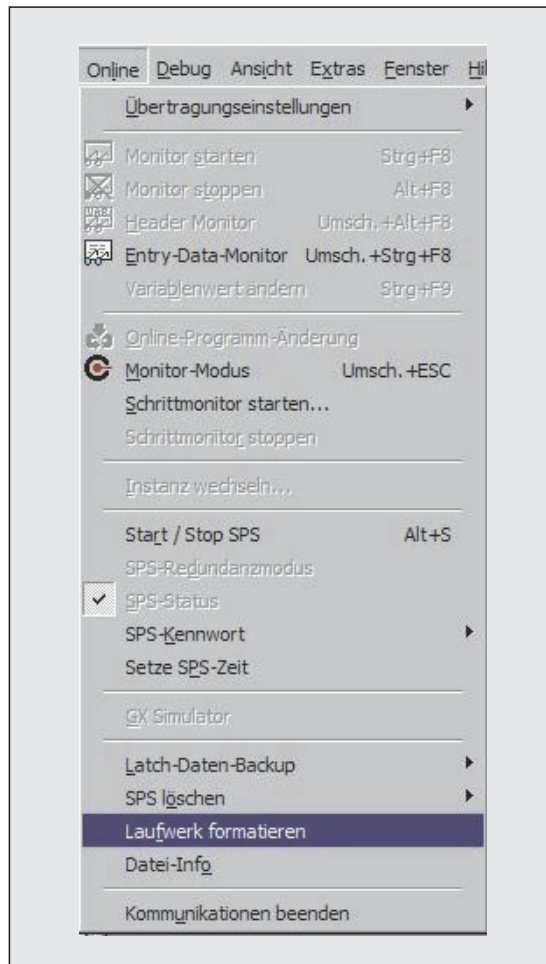 Online Debug Ansicht Extras Fenster Hil
Übertragungseinstellungen
Monitor starten Strg+F8
Monitor stoppen Alt+F8
Header Monitor Umsch.+Alt+F8
Entry-Data-Monitor Umsch.+Strg+F8
Variablenwert ändern Strg+F9
Online-Programm-Änderung
Monitor-Modus Umsch.+ESC
Schrittmonitor starten...
Schrittmonitor stoppen
Instanz wechseln...
Start / Stop SPS Alt+S
SPS-Redundanzmodus
SPS-Status
SPS-Kennwort
Setze SPS-Zeit
GX Simulator
Latch-Daten-Backup
SPS löschen
Laufwerk formatieren
Datei-Info
Kommunikationen beenden